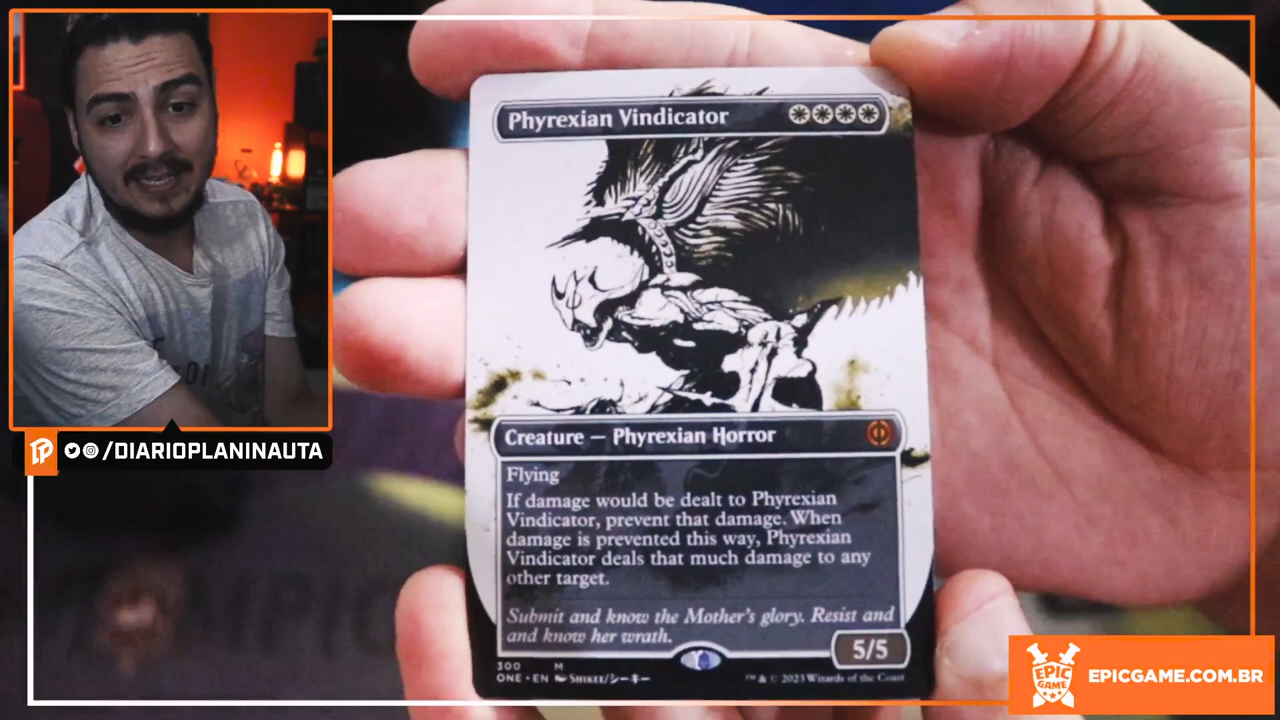 Phyrexian Vindicator
Creature — Phyrexian Horror
Flying
If damage would be dealt to Phyrexian
Vindicator, prevent that damage. When
damage is prevented this way, Phyrexian
Vindicator deals that much damage to any
other target.
Submit and know the Mother's glory. Resist and
and know her wrath.
5/5
300 M
ONE • EN SHIKEE/シーキー
™ & © 2023 Wizards of the Coast
/DIARIOPLANINAUTA
EPIC
GAME
EPICGAME.COM.BR